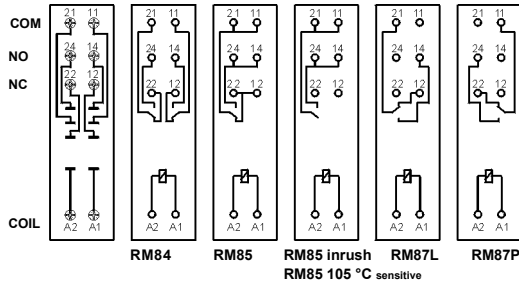 21 11 21 11 21 11 21 11 21 11 21 11
COM
24 14 24 14 24 14 24 14 24 14 24 14
NO
22 12 22 12 22 12 22 12 22 12 22 12
NC
COIL
A2 A1 A2 A1 A2 A1 A2 A1 A2 A1 A2 A1
RM84 RM85 RM85 inrush RM87L RM87P
RM85 105 °C sensitive